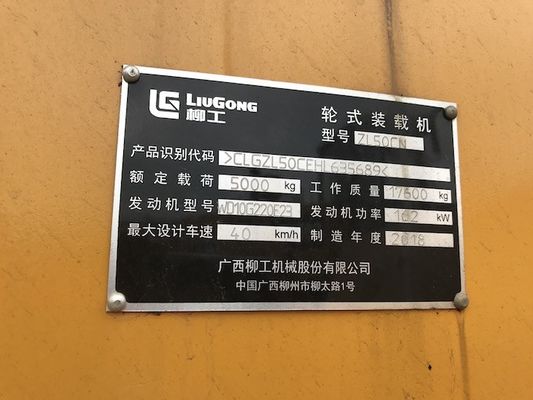 LG LIUGONG
柳工
轮式装载机
型号 ZL50CN
产品识别代码 >CLGZL50CEHL635689<
额定载荷 5000 kg 工作质量 17600 kg
发动机型号 WD10G220E23 发动机功率 162 kW
最大设计车速 40 km/h 制造年度 2018
广西柳工机械股份有限公司
中国广西柳州市柳太路1号